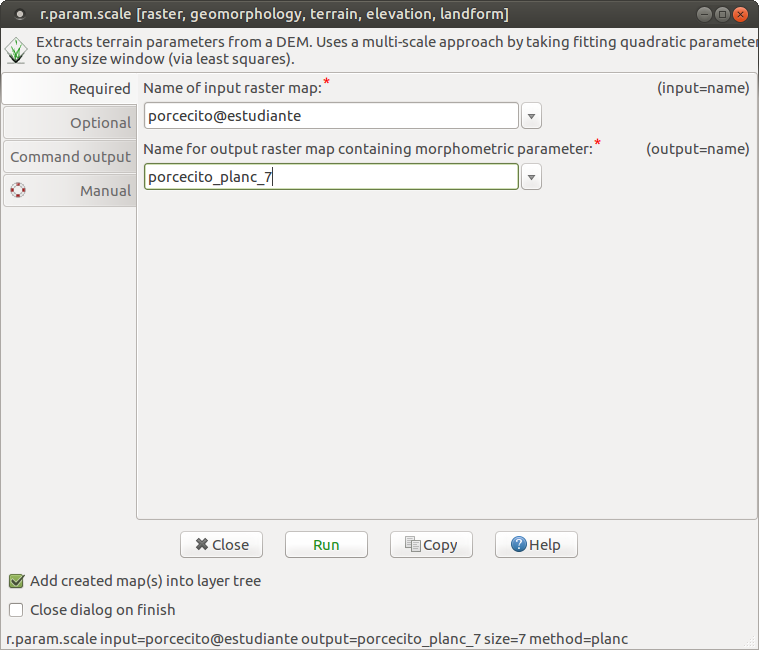 r.param.scale [raster, geomorphology, terrain, elevation, landform]
Extracts terrain parameters from a DEM. Uses a multi-scale approach by taking fitting quadratic parameter
to any size window (via least squares).
Required
Optional
Command output
Manual
Name of input raster map:*
(input=name)
porcecito@estudiante
Name for output raster map containing morphometric parameter:*
(output=name)
porcecito_planc_7
Close
Run
Copy
Help
Add created map(s) into layer tree
Close dialog on finish
r.param.scale input=porcecito@estudiante output=porcecito_planc_7 size=7 method=planc